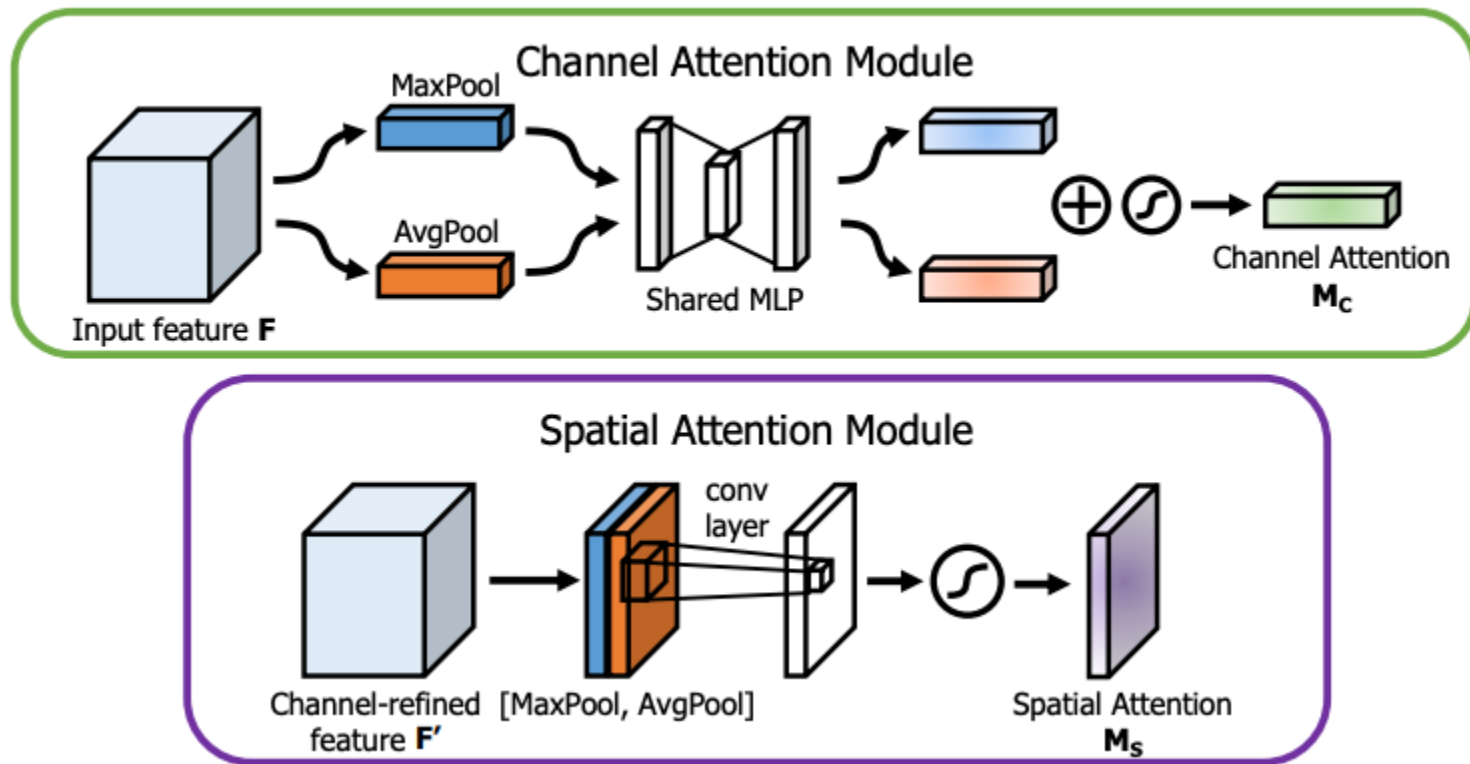 Channel Attention Module
MaxPool
AvgPool
Shared MLP
Input feature F
Channel Attention
Mc
Spatial Attention Module
conv
layer
Channel-refined
feature F'
[MaxPool, AvgPool]
Spatial Attention
Ms